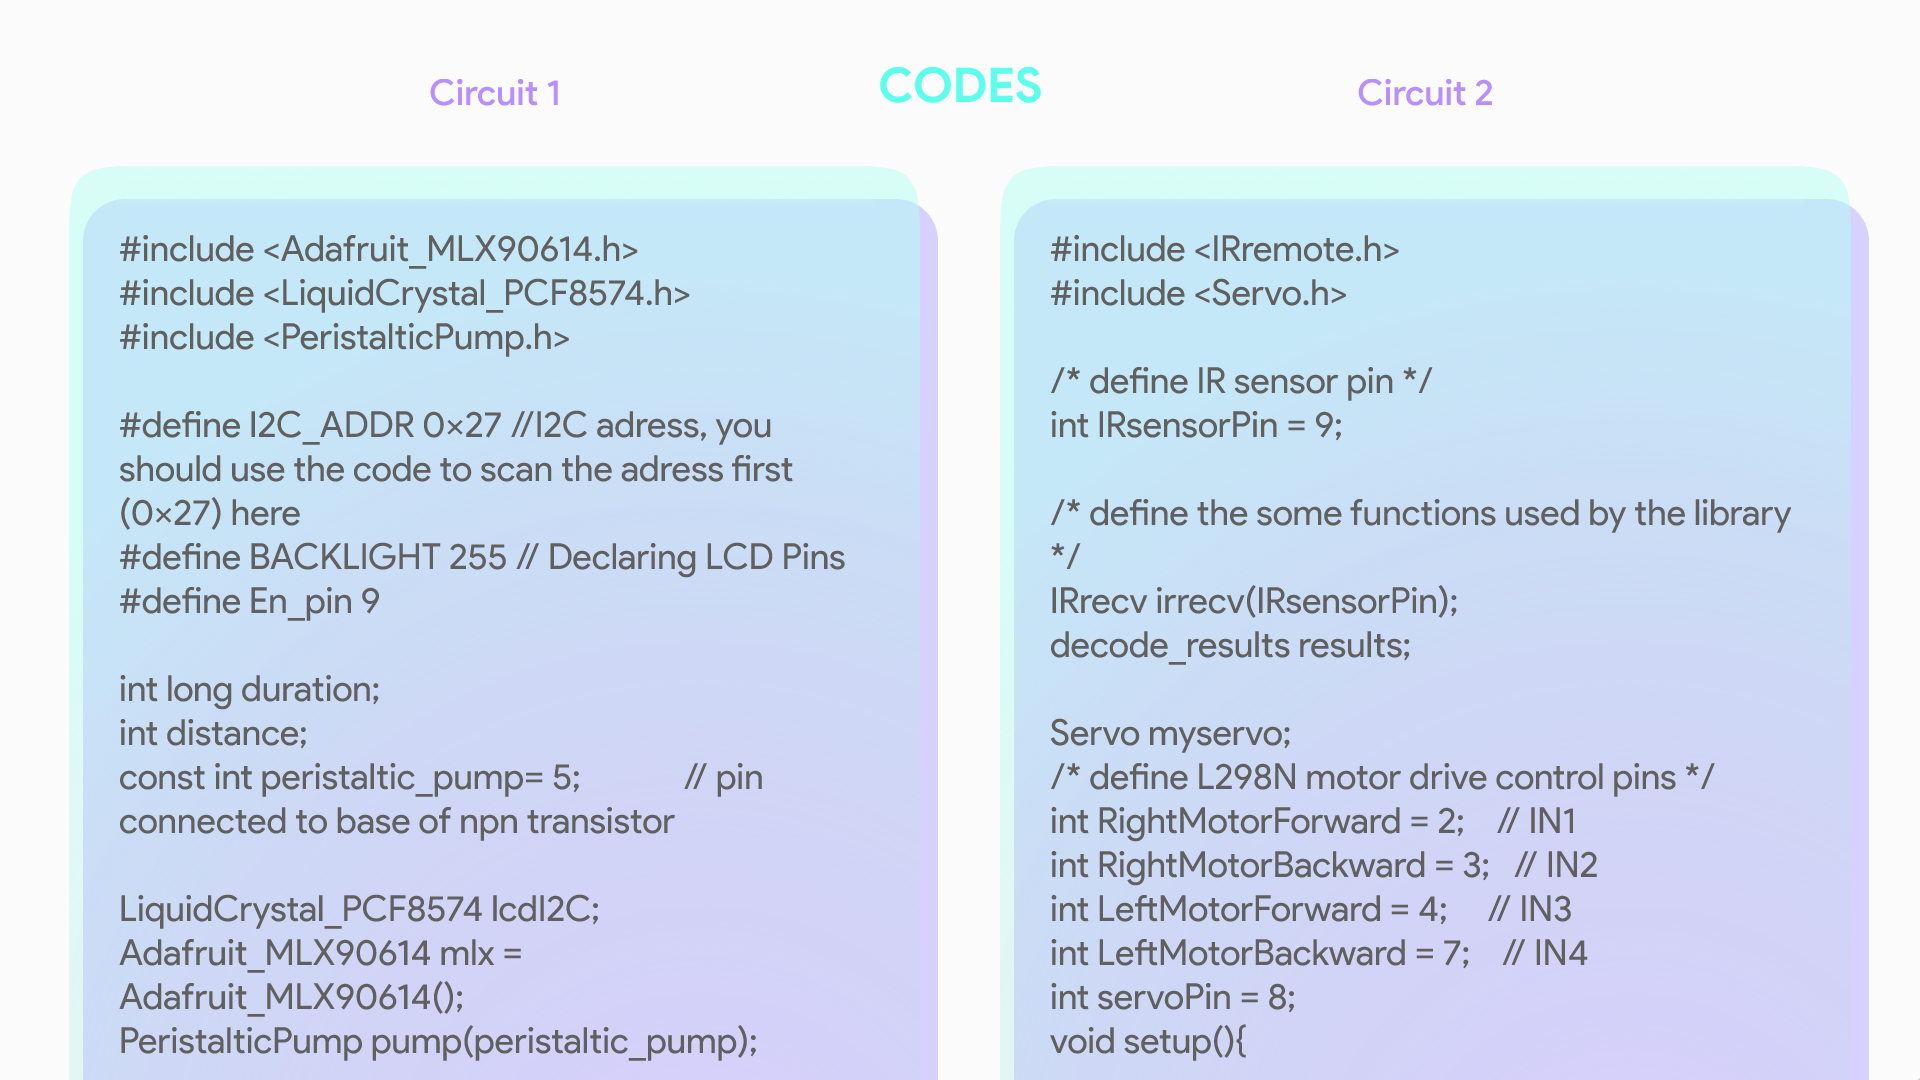 CODES
Circuit 1
#include <Adafruit_MLX90614.h>
#include <LiquidCrystal_PCF8574.h>
#include <PeristalticPump.h>
#define I2C_ADDR 0×27 //I2C adress, you
should use the code to scan the adress first
(0×27) here
#define BACKLIGHT 255 // Declaring LCD Pins
#define En_pin 9
int long duration;
int distance;
const int peristaltic_pump= 5; // pin
connected to base of npn transistor
LiquidCrystal_PCF8574 lcdI2C;
Adafruit_MLX90614 mlx =
Adafruit_MLX90614();
PeristalticPump pump(peristaltic_pump);
Circuit 2
#include <IRremote.h>
#include <Servo.h>
/* define IR sensor pin */
int IRsensorPin = 9;
/* define the some functions used by the library
*/
IRrecv irrecv(IRsensorPin);
decode_results results;
Servo myservo;
/* define L298N motor drive control pins */
int RightMotorForward = 2; // IN1
int RightMotorBackward = 3; // IN2
int LeftMotorForward = 4; // IN3
int LeftMotorBackward = 7; // IN4
int servoPin = 8;
void setup(){